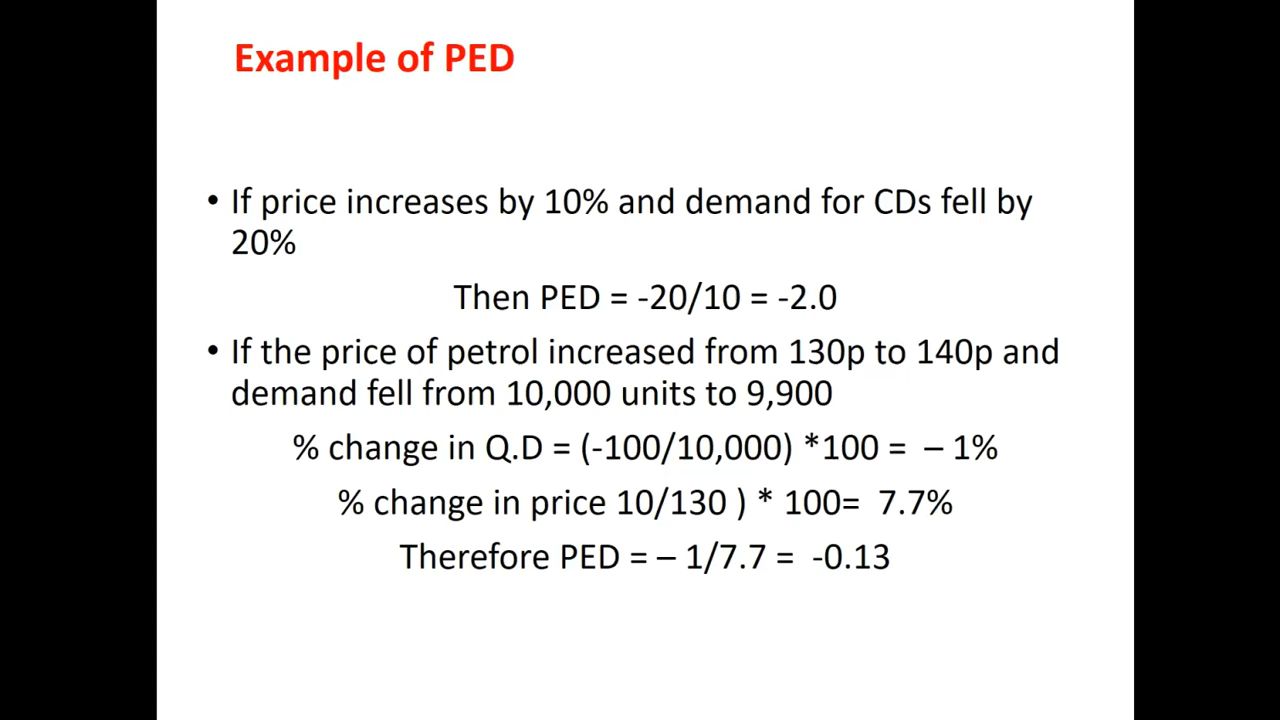 Example of PED
• If price increases by 10% and demand for CDs fell by
20%
Then PED = -20/10 = -2.0
• If the price of petrol increased from 130p to 140p and
demand fell from 10,000 units to 9,900
% change in Q.D = (-100/10,000) *100 =  – 1%
% change in price 10/130 ) * 100=  7.7%
Therefore PED = – 1/7.7 =  -0.13